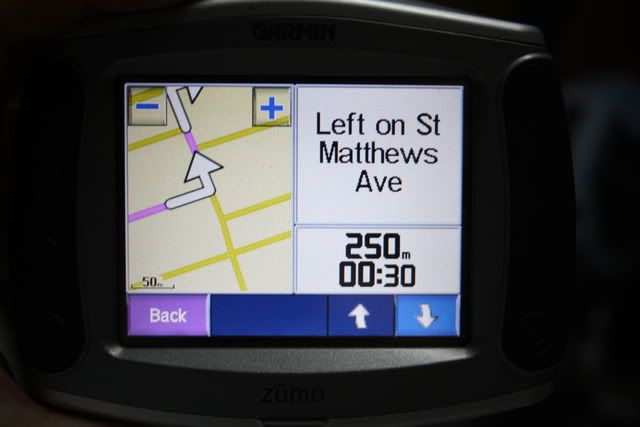 GARMIN
Left on St
Matthews
Ave
250m
00:30
50m
Back
zūmo